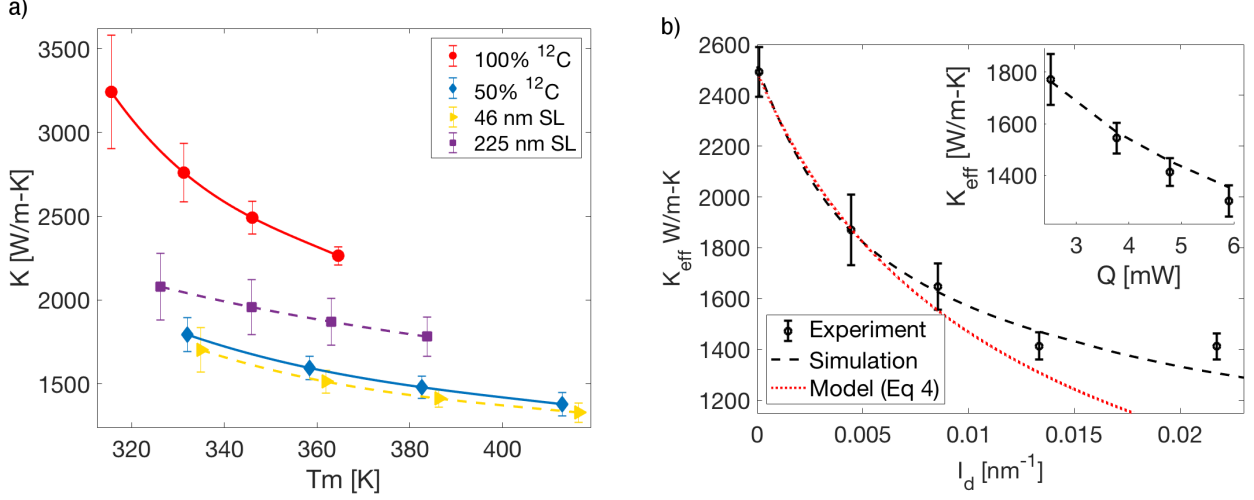 a)
K [W/m-K]
3500
3000
2500
2000
1500
320
340
360
380
400
Tm [K]
100% ¹²C
50% ¹²C
46 nm SL
225 nm SL
b)
K_eff W/m-K
2600
2400
2200
2000
1800
1600
1400
1200
0
0.005
0.01
0.015
0.02
I_d [nm⁻¹]
Experiment
Simulation
Model (Eq 4)
K_eff [W/m-K]
1800
1600
1400
3
4
5
6
Q [mW]